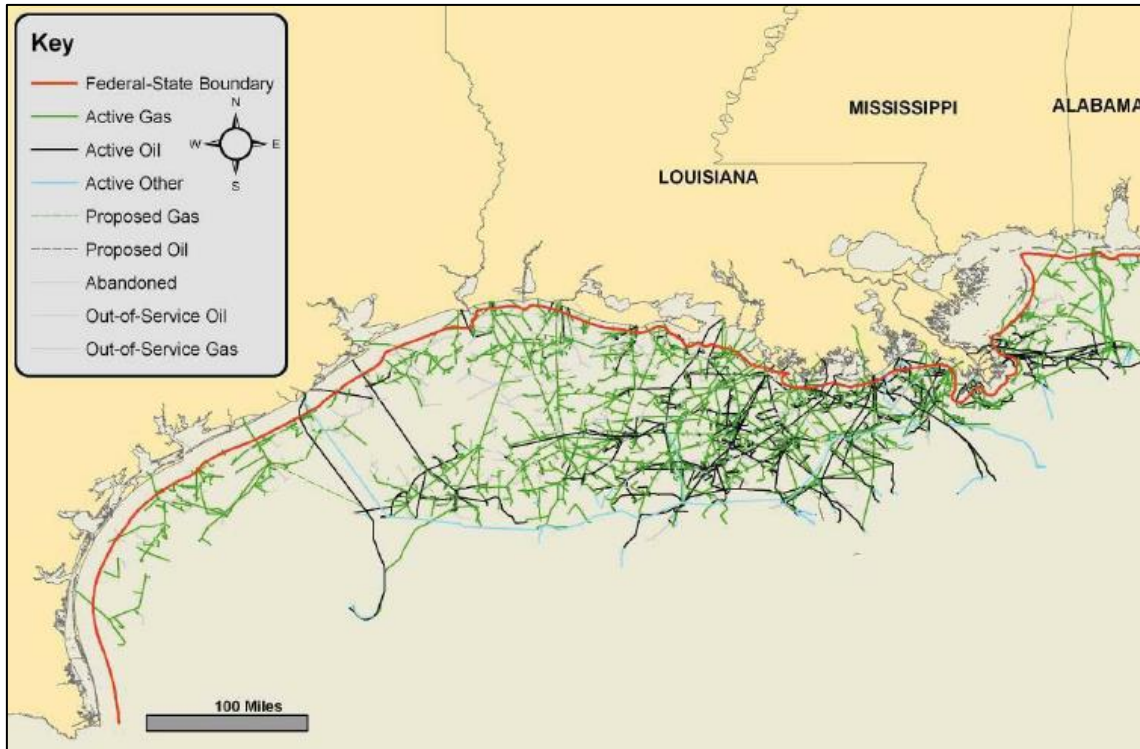 Key
Federal-State Boundary
Active Gas
Active Oil
Active Other
Proposed Gas
Proposed Oil
Abandoned
Out-of-Service Oil
Out-of-Service Gas
N
W E
S
MISSISSIPPI ALABAMA
LOUISIANA
100 Miles